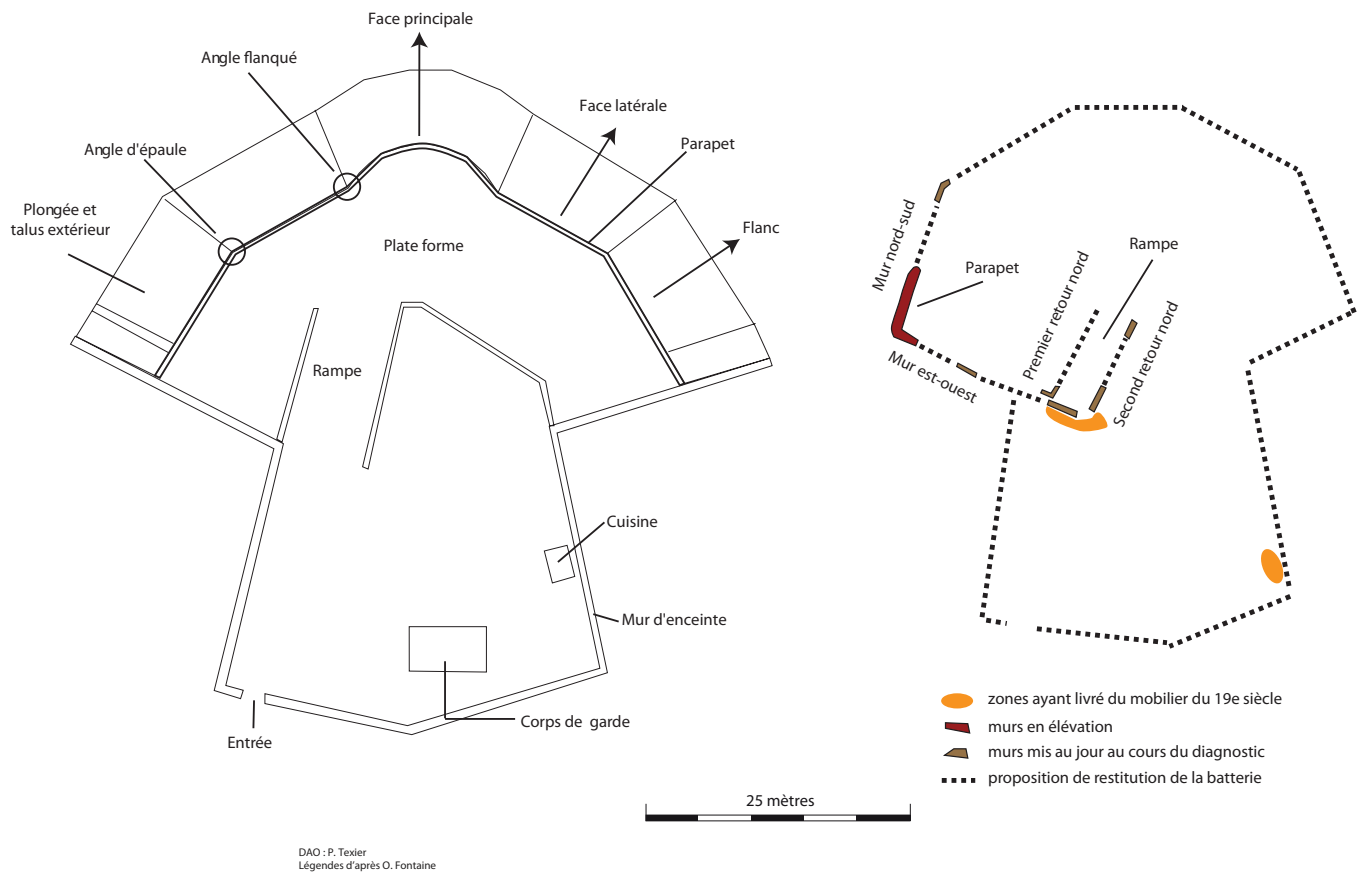 Face principale
Angle flanqué
Face latérale
Angle d'épaule
Parapet
Plongée et
talus extérieur
Plate forme
Flanc
Rampe
Cuisine
Mur d'enceinte
Corps de garde
Entrée
Mur nord-sud
Parapet
Rampe
Premier retour nord
Second retour nord
Mur est-ouest
zones ayant livré du mobilier du 19e siècle
murs en élévation
murs mis au jour au cours du diagnostic
proposition de restitution de la batterie
25 mètres
DAO : P. Texier
Légendes d'après O. Fontaine